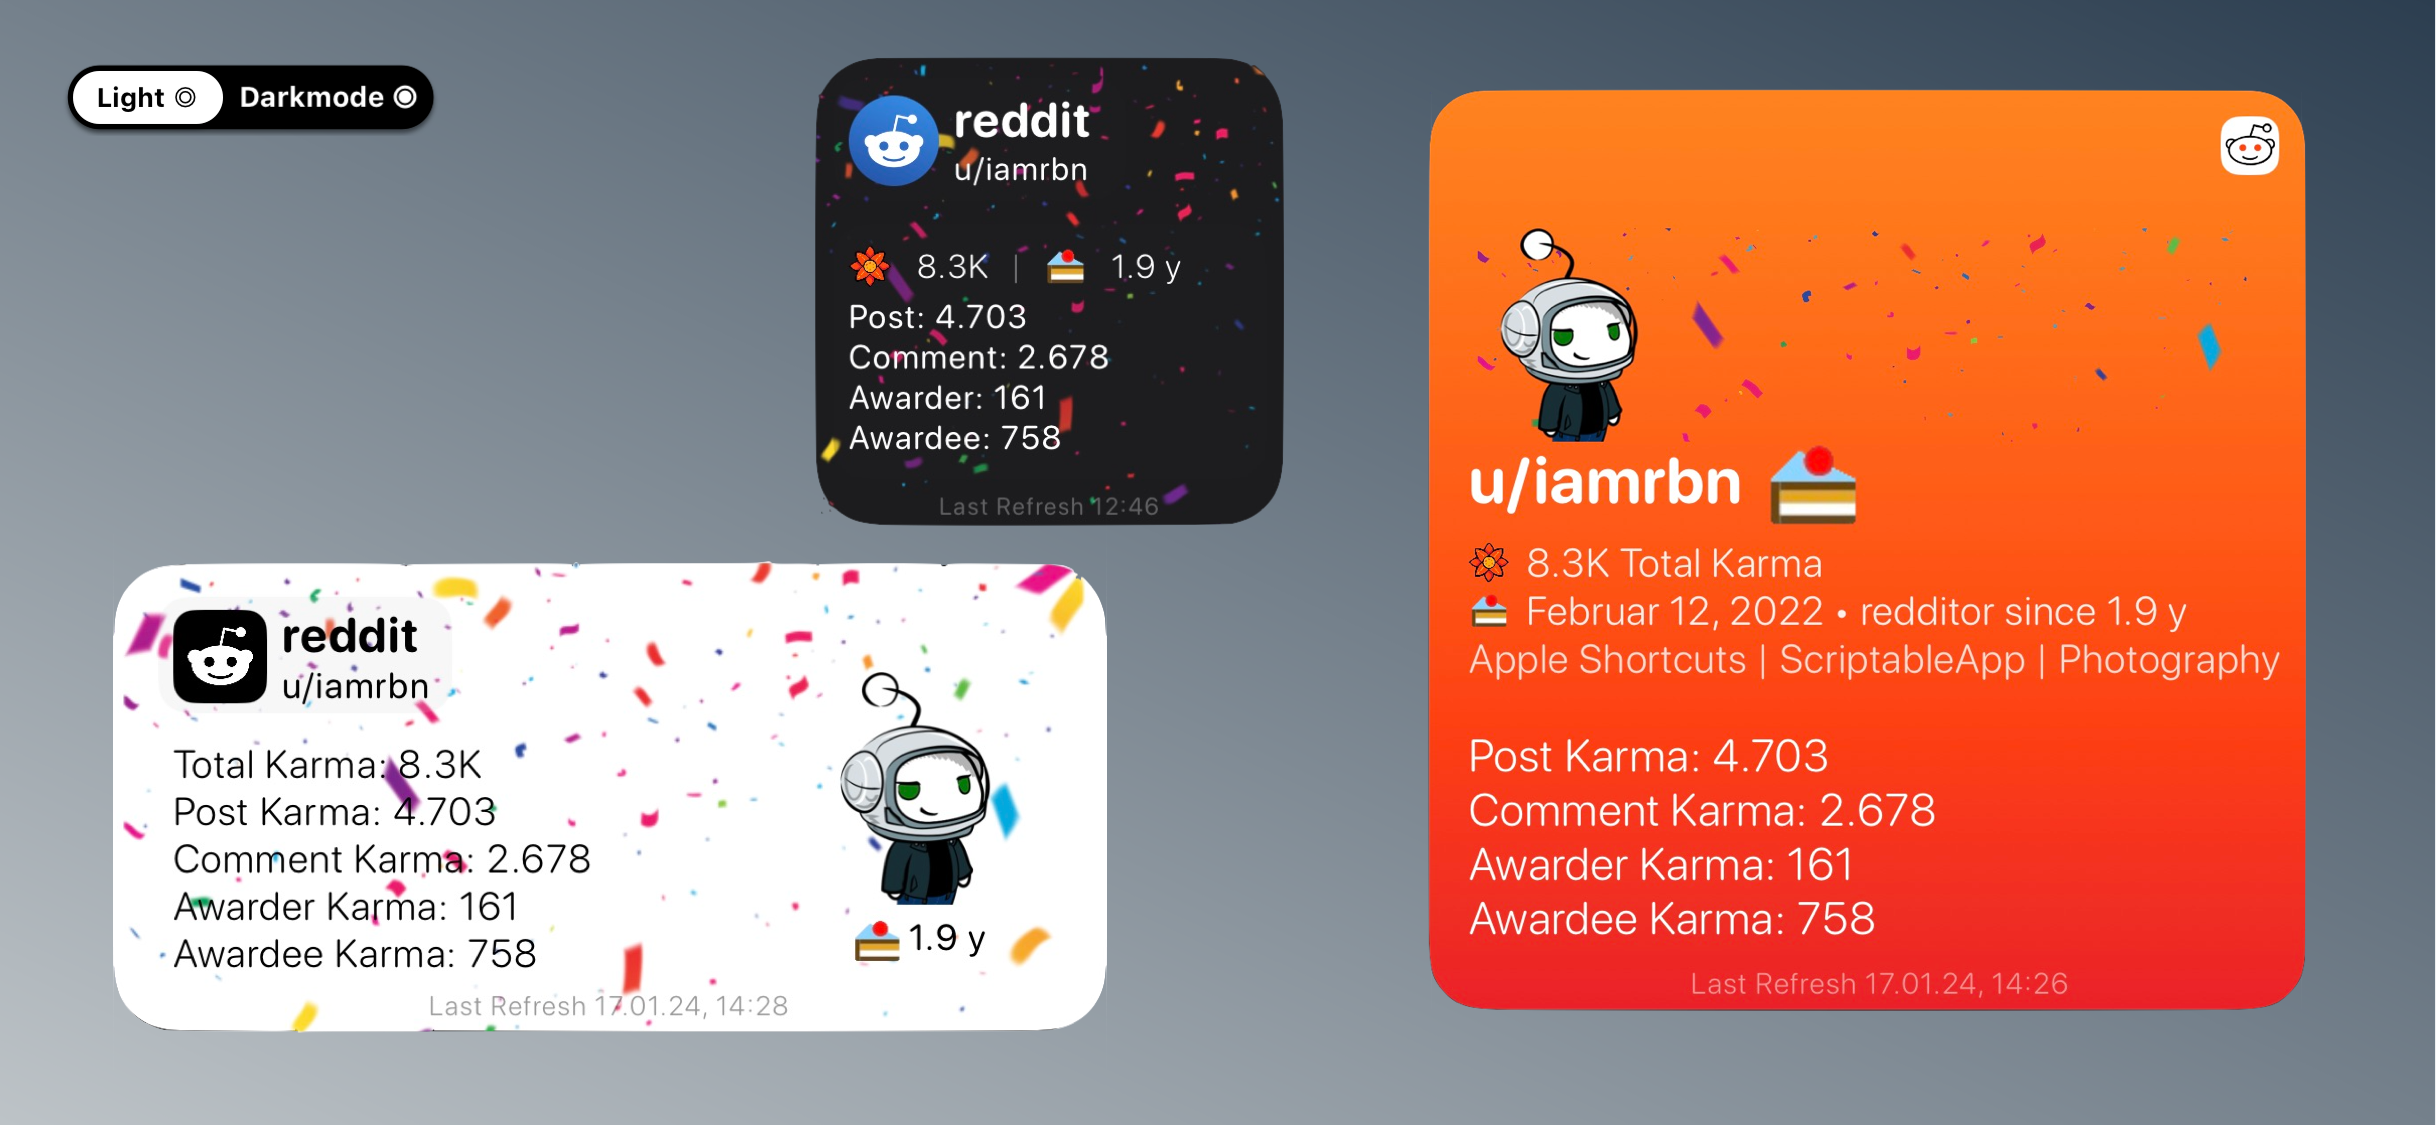 Light
Darkmode
reddit
u/iamrbn
8.3K | 1.9 y
Post: 4.703
Comment: 2.678
Awarder: 161
Awardee: 758
Last Refresh 12:46
reddit
u/iamrbn
Total Karma: 8.3K
Post Karma: 4.703
Comment Karma: 2.678
Awarder Karma: 161
Awardee Karma: 758
1.9 y
Last Refresh 17.01.24, 14:28
u/iamrbn
8.3K Total Karma
Februar 12, 2022 • redditor since 1.9 y
Apple Shortcuts | ScriptableApp | Photography
Post Karma: 4.703
Comment Karma: 2.678
Awarder Karma: 161
Awardee Karma: 758
Last Refresh 17.01.24, 14:26